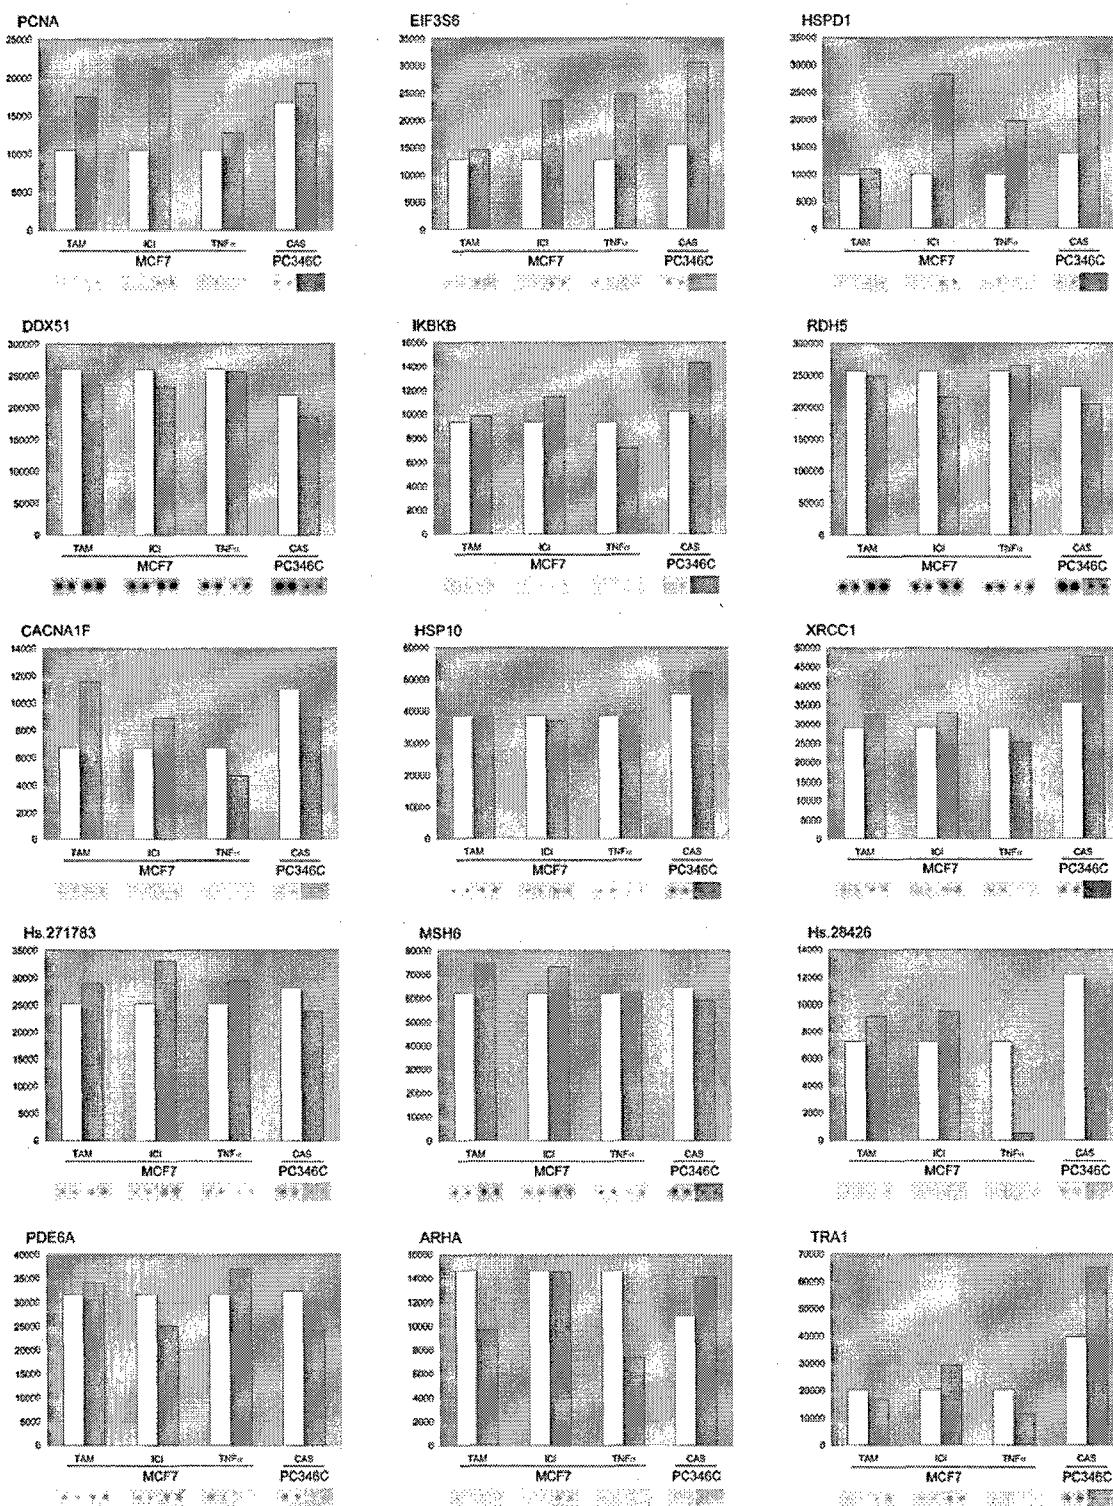 PCNA
25000
20000
15000
10000
5000
0
TAM ICI TNFα CAS
MCF7 PC346C
EIF3S6
35000
30000
25000
20000
15000
10000
5000
0
TAM ICI TNFα CAS
MCF7 PC346C
HSPD1
35000
30000
25000
20000
15000
10000
5000
0
TAM ICI TNFα CAS
MCF7 PC346C
DDX51
300000
250000
200000
150000
100000
50000
0
TAM ICI TNFα CAS
MCF7 PC346C
IKBKB
16000
14000
12000
10000
8000
6000
4000
2000
0
TAM ICI TNFα CAS
MCF7 PC346C
RDH5
300000
250000
200000
150000
100000
50000
0
TAM ICI TNFα CAS
MCF7 PC346C
CACNA1F
14000
12000
10000
8000
6000
4000
2000
0
TAM ICI TNFα CAS
MCF7 PC346C
HSP10
60000
50000
40000
30000
20000
10000
0
TAM ICI TNFα CAS
MCF7 PC346C
XRCC1
50000
45000
40000
35000
30000
25000
20000
15000
10000
5000
0
TAM ICI TNFα CAS
MCF7 PC346C
Hs.271783
35000
30000
25000
20000
15000
10000
5000
0
TAM ICI TNFα CAS
MCF7 PC346C
MSH6
80000
70000
60000
50000
40000
30000
20000
10000
0
TAM ICI TNFα CAS
MCF7 PC346C
Hs.28426
14000
12000
10000
8000
6000
4000
2000
0
TAM ICI TNFα CAS
MCF7 PC346C
PDE6A
40000
35000
30000
25000
20000
15000
10000
5000
0
TAM ICI TNFα CAS
MCF7 PC346C
ARHA
16000
14000
12000
10000
8000
6000
4000
2000
0
TAM ICI TNFα CAS
MCF7 PC346C
TRA1
70000
60000
50000
40000
30000
20000
10000
0
TAM ICI TNFα CAS
MCF7 PC346C